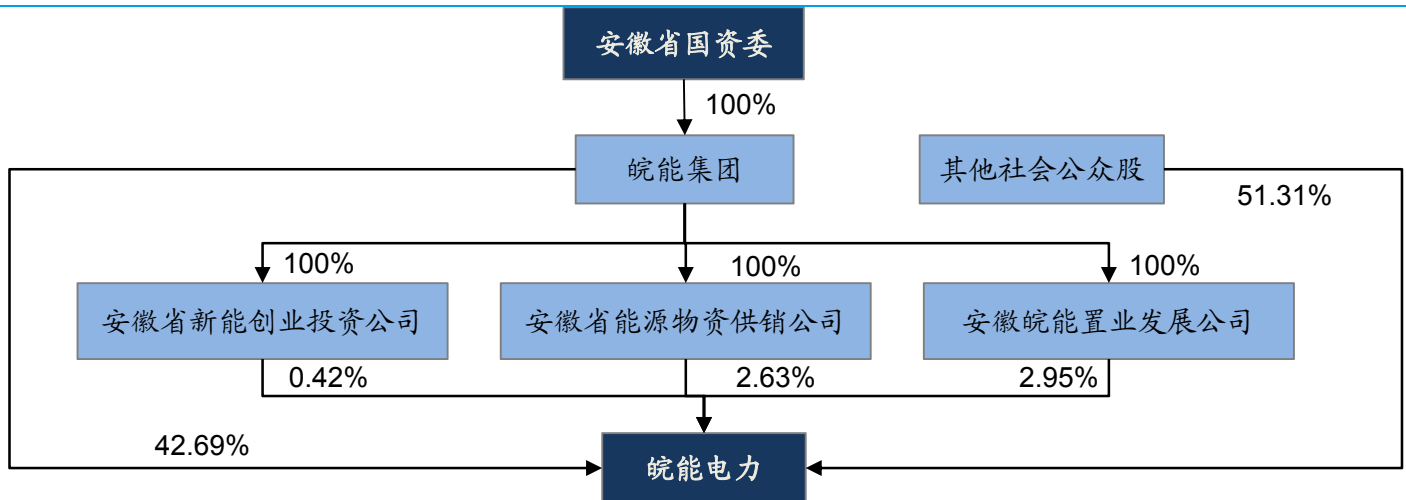 安徽省国资委
100%
皖能集团
其他社会公众股
51.31%
100%
100%
100%
安徽省新能创业投资公司
安徽省能源物资供销公司
安徽皖能置业发展公司
0.42%
2.63%
2.95%
42.69%
皖能电力